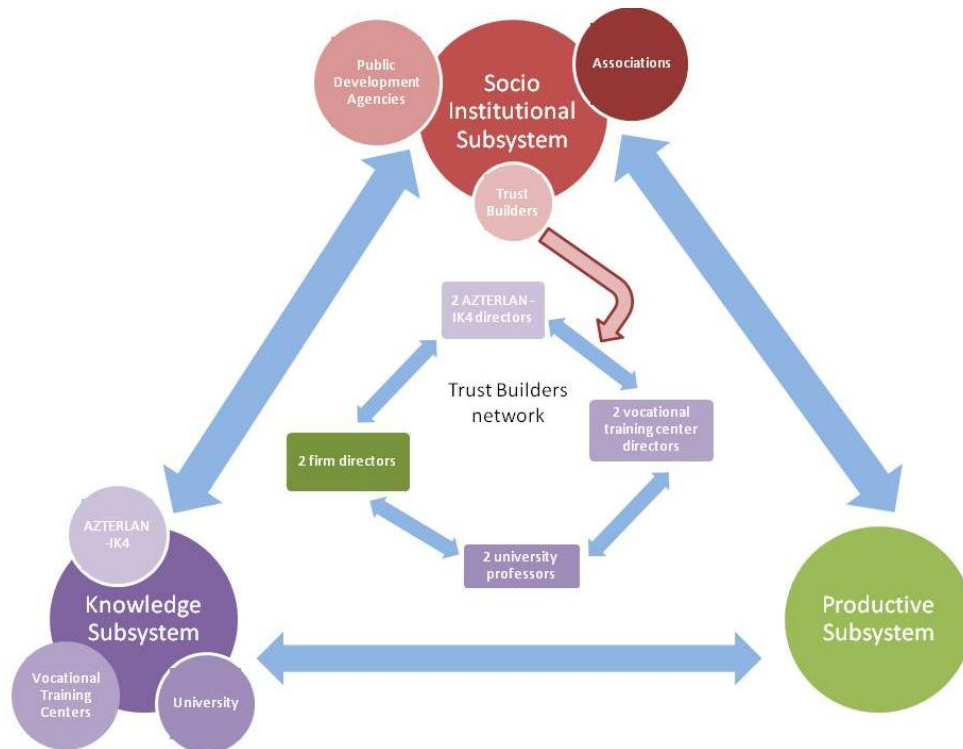 Public
Development
Agencies
Socio
Institutional
Subsystem
Associations
Trust
Builders
2 AZTERLAN-
IK4 directors
Trust Builders
network
2 vocational
training center
directors
2 firm directors
2 university
professors
AZTERLAN
-IK4
Knowledge
Subsystem
Vocational
Training
Centers
University
Productive
Subsystem